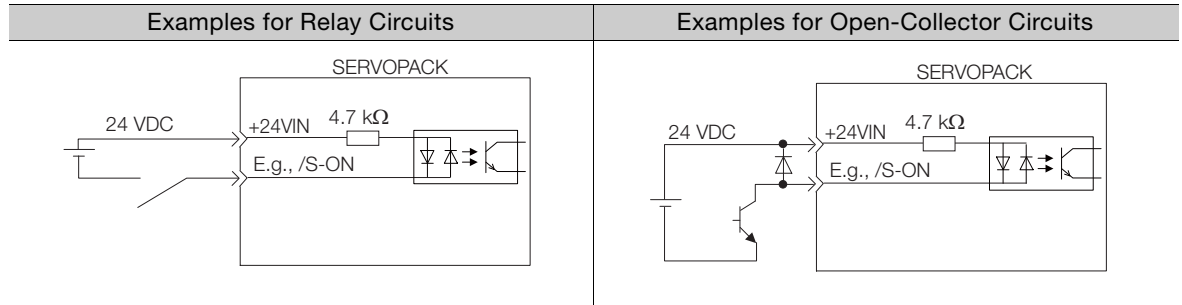 Examples for Relay Circuits
Examples for Open-Collector Circuits
SERVOPACK
24 VDC
+24VIN
4.7 kΩ
E.g., /S-ON
SERVOPACK
24 VDC
+24VIN
4.7 kΩ
E.g., /S-ON